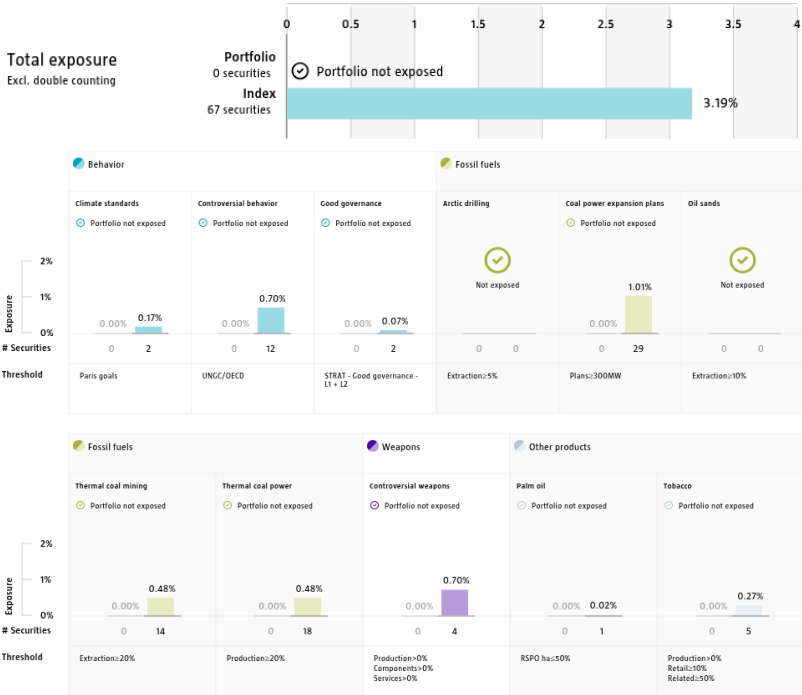 0 0.5 1 1.5 2 2.5 3 3.5 4
Total exposure
Excl. double counting
Portfolio
0 securities
Portfolio not exposed
Index
67 securities
3.19%
Behavior
Fossil fuels
Climate standards
Controversial behavior
Good governance
Arctic drilling
Coal power expansion plans
Oil sands
Portfolio not exposed
Portfolio not exposed
Portfolio not exposed
Portfolio not exposed
Not exposed
Not exposed
Exposure
2%
1%
0%
0.00% 0.17%
0.00% 0.70%
0.00% 0.07%
0.00% 1.01%
# Securities
0 2
0 12
0 2
0 0
0 29
0 0
Threshold
Paris goals
UNGC/OECD
STRAT - Good governance -
L1 + L2
Extraction≥5%
Plans≥300MW
Extraction≥10%
Fossil fuels
Weapons
Other products
Thermal coal mining
Thermal coal power
Controversial weapons
Palm oil
Tobacco
Portfolio not exposed
Portfolio not exposed
Portfolio not exposed
Portfolio not exposed
Portfolio not exposed
Exposure
2%
1%
0%
0.00% 0.48%
0.00% 0.48%
0.00% 0.70%
0.00% 0.02%
0.00% 0.27%
# Securities
0 14
0 18
0 4
0 1
0 5
Threshold
Extraction≥20%
Production≥20%
Production>0%
Components>0%
Services>0%
RSPO ha≤50%
Production>0%
Retail≥10%
Related≥50%